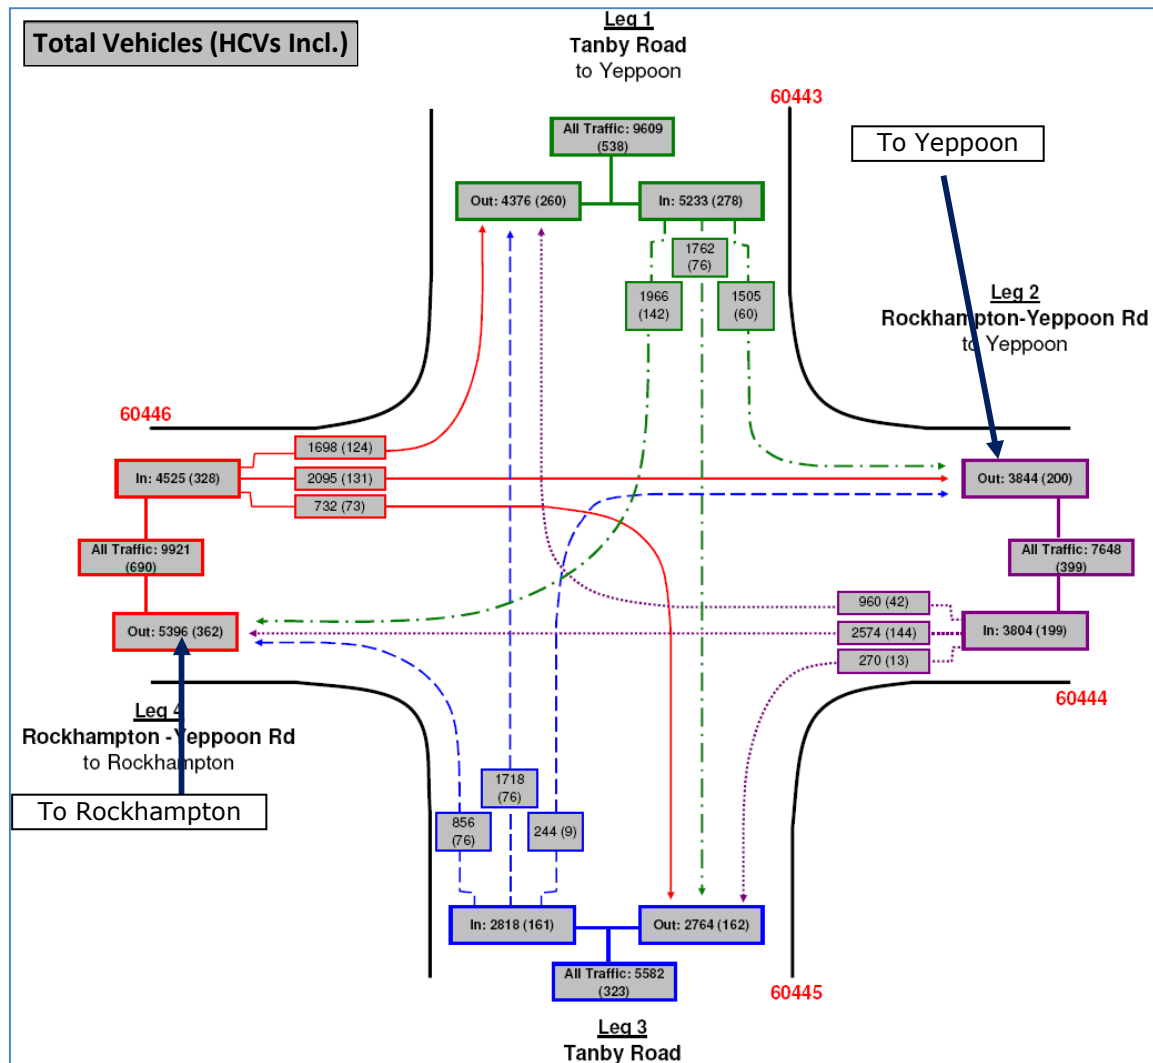 Total Vehicles (HCVs Incl.)
Leg 1
Tanby Road
to Yeppoon
60443
All Traffic: 9609
(538)
To Yeppoon
Out: 4376 (260)
In: 5233 (278)
1762
(76)
1966
(142)
1505
(60)
Leg 2
Rockhampton-Yeppoon Rd
to Yeppoon
60446
1698 (124)
In: 4525 (328)
2095 (131)
732 (73)
Out: 3844 (200)
All Traffic: 9921
(690)
All Traffic: 7648
(399)
960 (42)
Out: 5396 (362)
2574 (144)
In: 3804 (199)
270 (13)
60444
Leg 4
Rockhampton -Yeppoon Rd
to Rockhampton
To Rockhampton
1718
(76)
856
(76)
244 (9)
In: 2818 (161)
Out: 2764 (162)
All Traffic: 5582
(323)
60445
Leg 3
Tanby Road